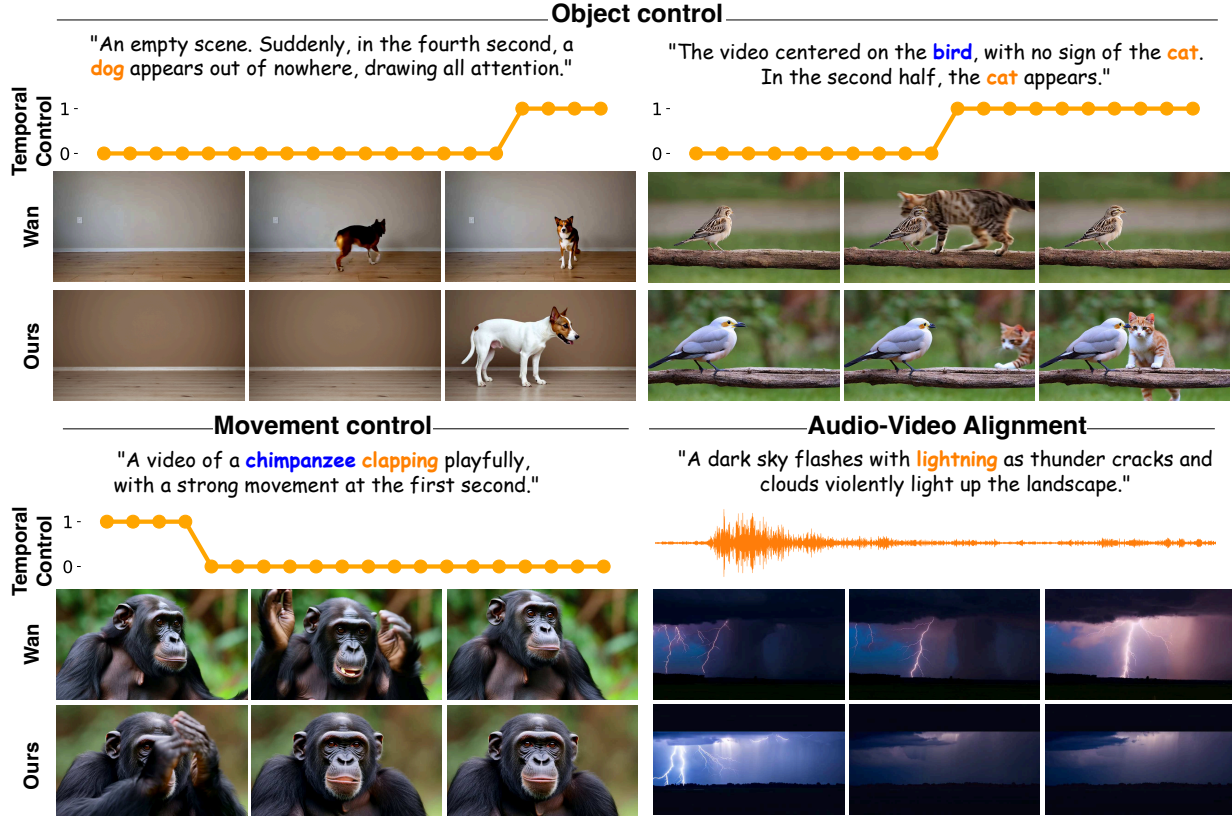 Object control
"An empty scene. Suddenly, in the fourth second, a
dog appears out of nowhere, drawing all attention."
"The video centered on the bird, with no sign of the cat.
In the second half, the cat appears."
Temporal
Control
1
0
1
0
Wan
Ours
Movement control
"A video of a chimpanzee clapping playfully,
with a strong movement at the first second."
Audio-Video Alignment
"A dark sky flashes with lightning as thunder cracks and
clouds violently light up the landscape."
Temporal
Control
1
0
Wan
Ours